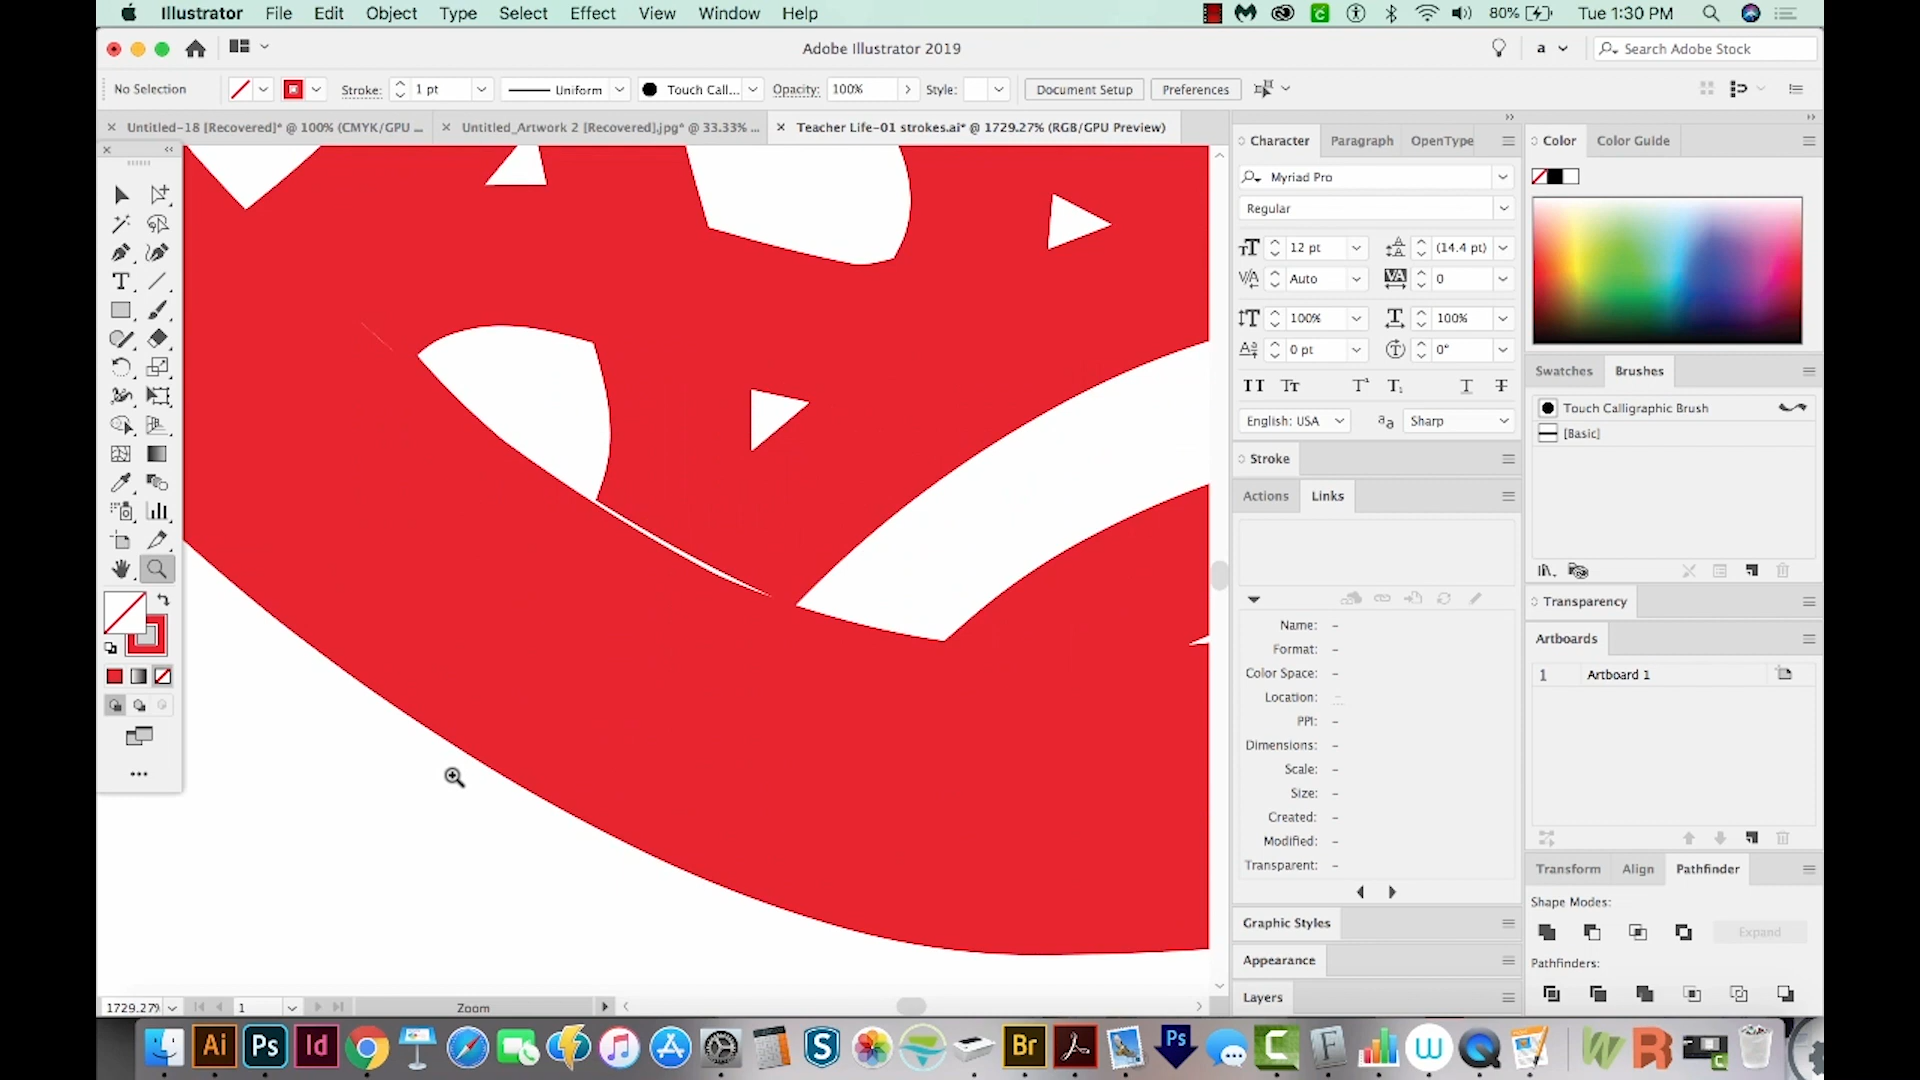 Illustrator File Edit Object Type Select Effect View Window Help 80% Tue 1:30 PM
Adobe Illustrator 2019 a Search Adobe Stock
No Selection Stroke: 1 pt Uniform Touch Call... Opacity: 100% Style: Document Setup Preferences
Untitled-18 [Recovered]* @ 100% (CMYK/GPU ... Untitled_Artwork 2 [Recovered].jpg* @ 33.33% ... Teacher Life-01 strokes.ai* @ 1729.27% (RGB/GPU Preview)
Character Paragraph OpenType
Myriad Pro
Regular
12 pt (14.4 pt)
Auto 0
100% 100%
0 pt 0°
English: USA Sharp
Stroke
Actions Links
Name: –
Format: –
Color Space: –
Location: –
PPI: –
Dimensions: –
Scale: –
Size: –
Created: –
Modified: –
Transparent: –
Graphic Styles
Appearance
Layers
Color Color Guide
Swatches Brushes
Touch Calligraphic Brush
[Basic]
Transparency
Artboards
1 Artboard 1
Transform Align Pathfinder
Shape Modes:
Expand
Pathfinders:
1729.27% 1 Zoom
Ai Ps Id S Br Ps C F W W R